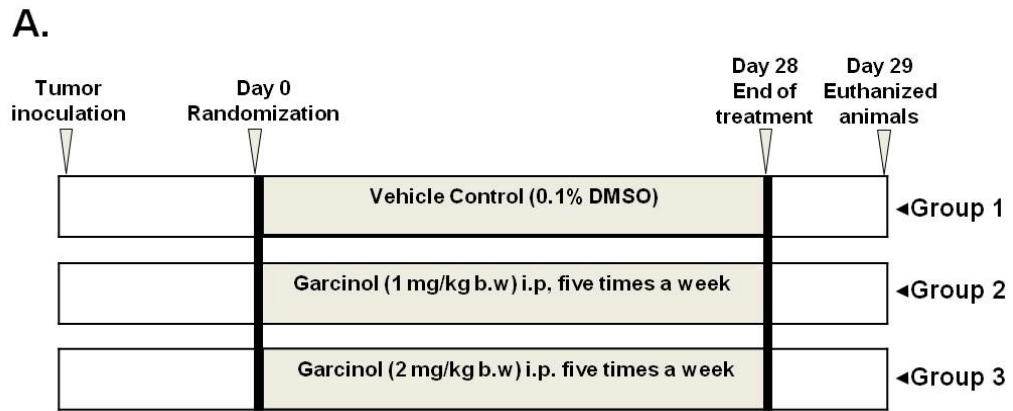 A.
Tumor
inoculation
Day 0
Randomization
Day 28
End of
treatment
Day 29
Euthanized
animals
Vehicle Control (0.1% DMSO)
◄Group 1
Garcinol (1 mg/kg b.w) i.p, five times a week
◄Group 2
Garcinol (2 mg/kg b.w) i.p. five times a week
◄Group 3